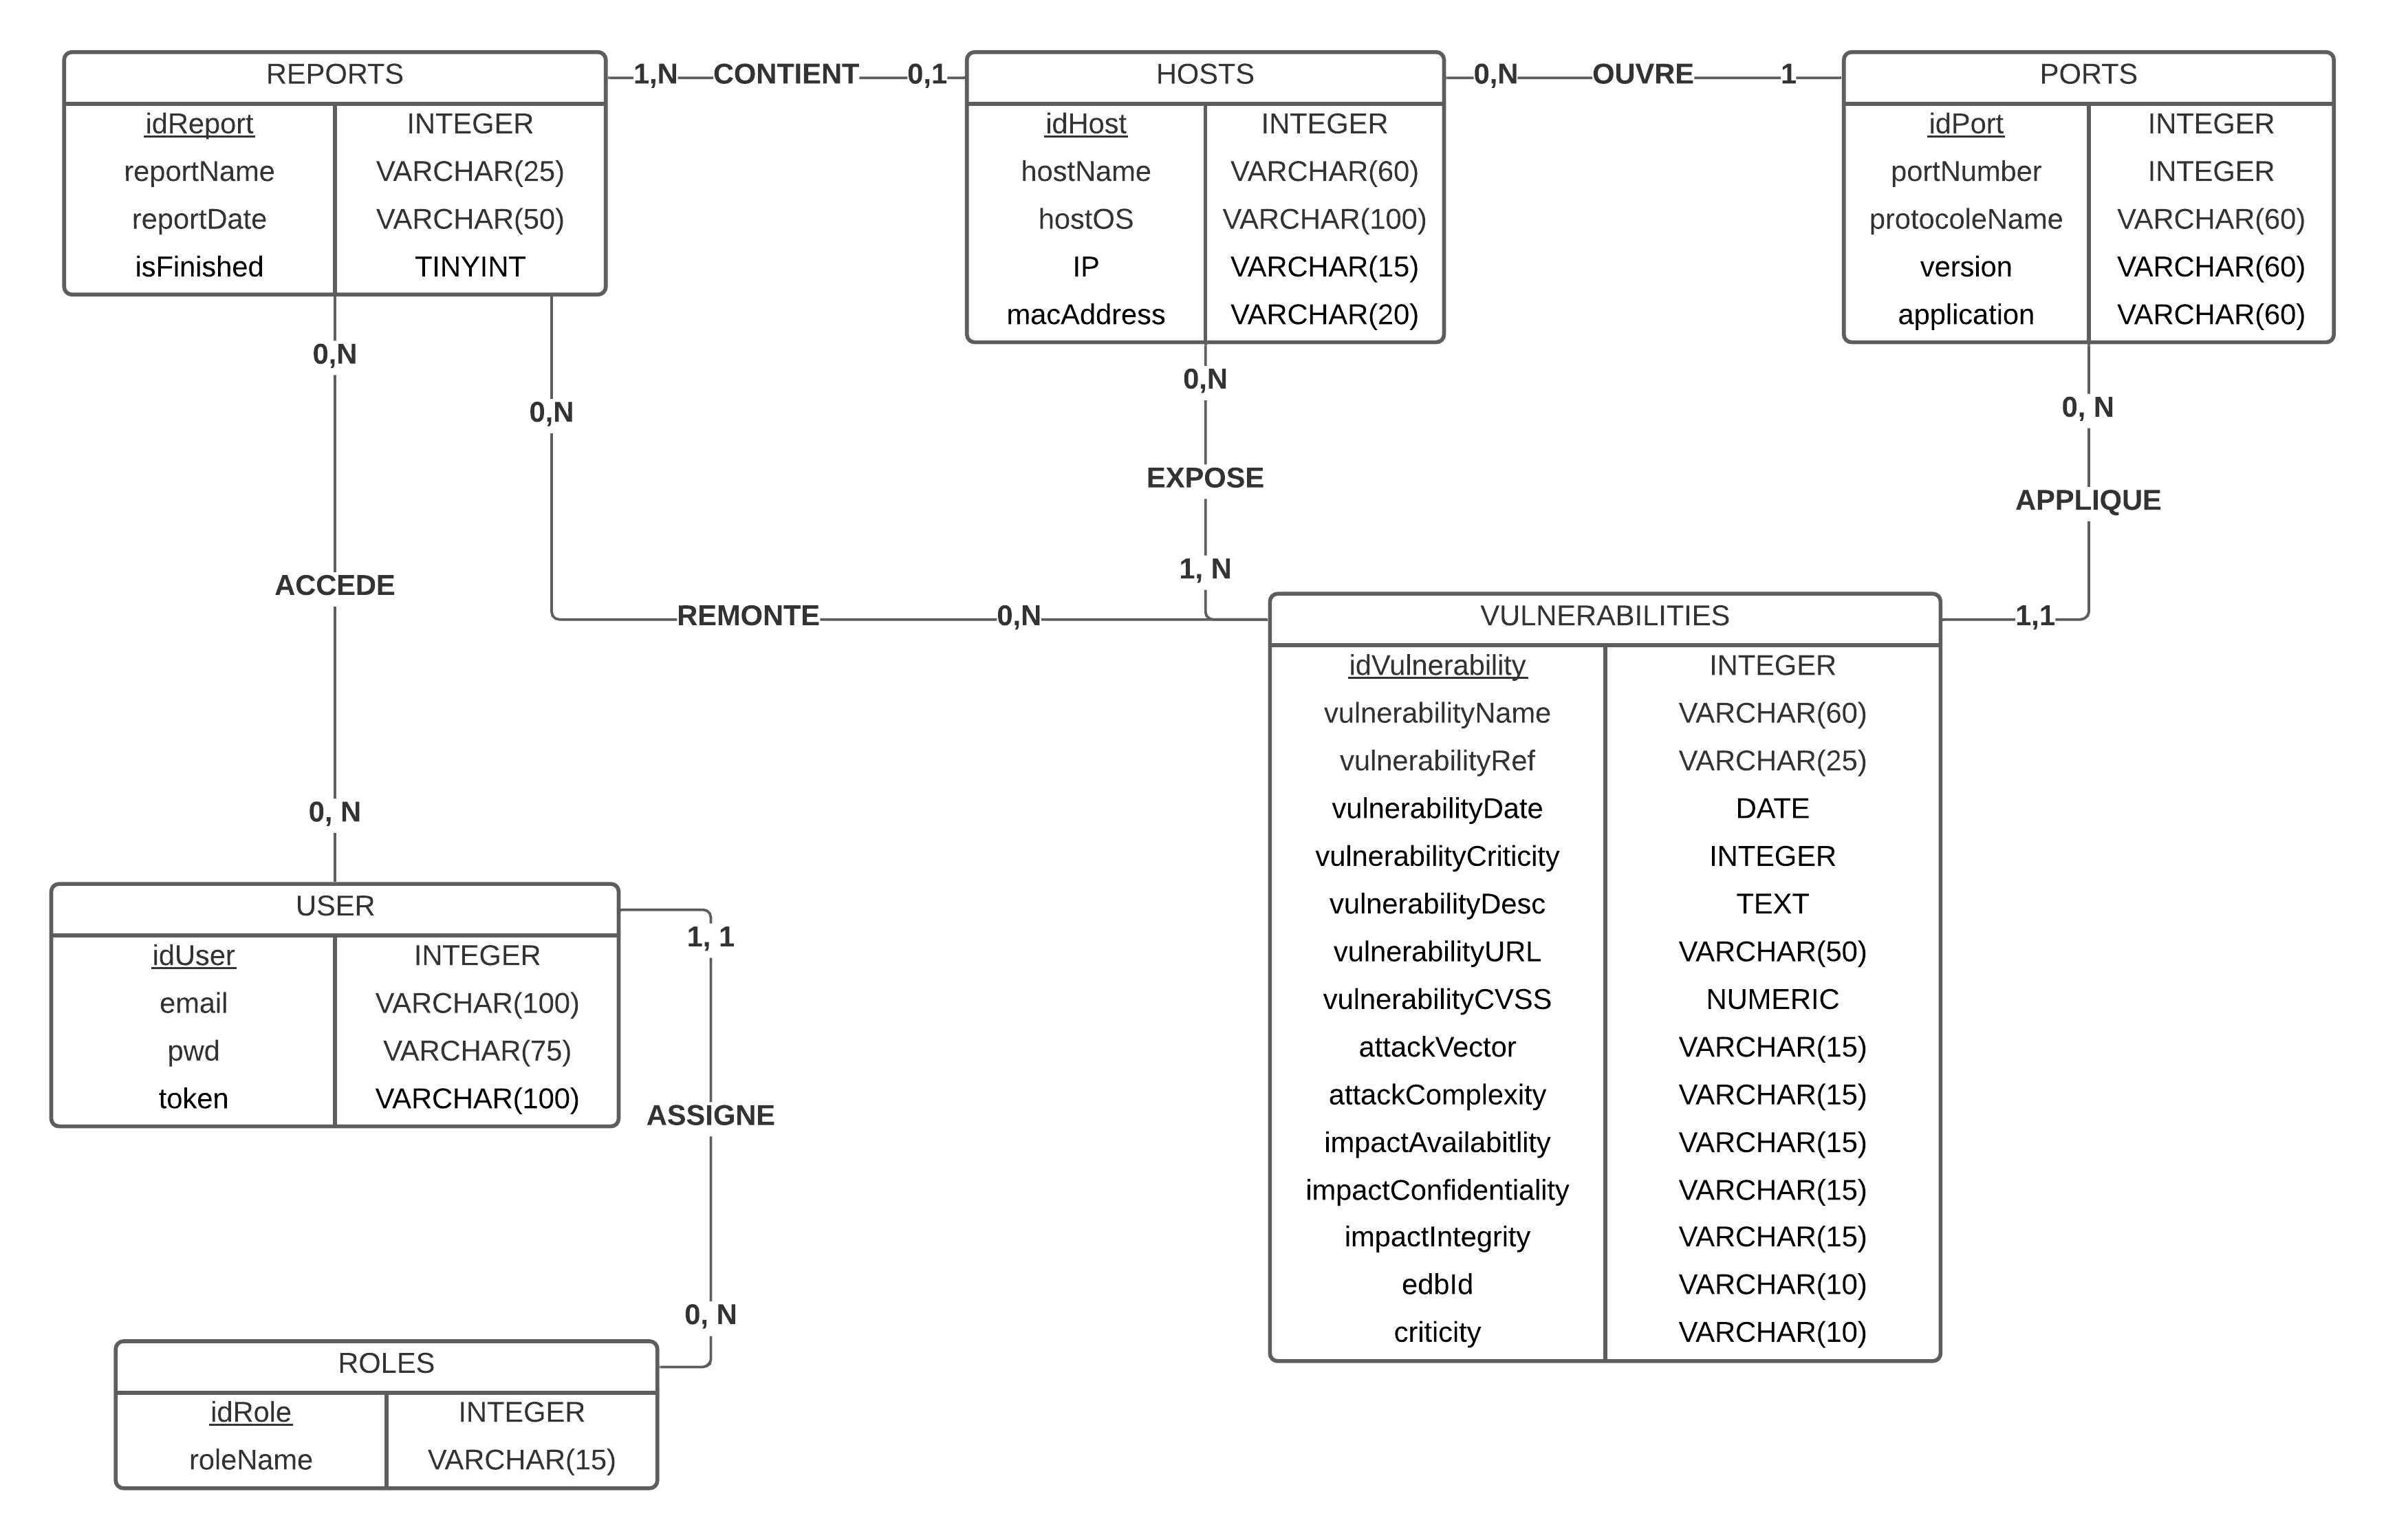 REPORTS
idReport INTEGER
reportName VARCHAR(25)
reportDate VARCHAR(50)
isFinished TINYINT
1,N CONTIENT 0,1
HOSTS
idHost INTEGER
hostName VARCHAR(60)
hostOS VARCHAR(100)
IP VARCHAR(15)
macAddress VARCHAR(20)
0,N OUVRE 1
PORTS
idPort INTEGER
portNumber INTEGER
protocoleName VARCHAR(60)
version VARCHAR(60)
application VARCHAR(60)
0,N
ACCEDE
0, N
0,N
REMONTE 0,N
0,N
EXPOSE
1, N
0, N
APPLIQUE
1,1
VULNERABILITIES
idVulnerability INTEGER
vulnerabilityName VARCHAR(60)
vulnerabilityRef VARCHAR(25)
vulnerabilityDate DATE
vulnerabilityCriticity INTEGER
vulnerabilityDesc TEXT
vulnerabilityURL VARCHAR(50)
vulnerabilityCVSS NUMERIC
attackVector VARCHAR(15)
attackComplexity VARCHAR(15)
impactAvailabitlity VARCHAR(15)
impactConfidentiality VARCHAR(15)
impactIntegrity VARCHAR(15)
edbId VARCHAR(10)
criticity VARCHAR(10)
USER
idUser INTEGER
email VARCHAR(100)
pwd VARCHAR(75)
token VARCHAR(100)
1, 1
ASSIGNE
0, N
ROLES
idRole INTEGER
roleName VARCHAR(15)